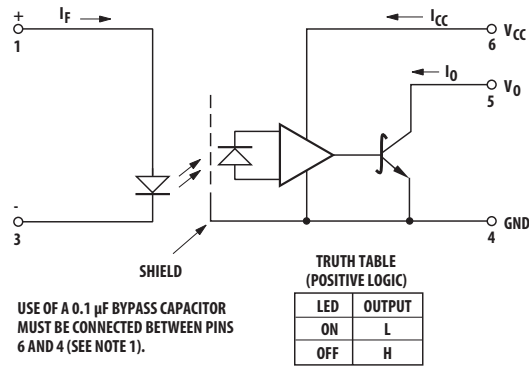 +
1
I_F
I_CC
6
V_CC
I_O
V_O
5
-
3
SHIELD
4
GND
USE OF A 0.1 µF BYPASS CAPACITOR
MUST BE CONNECTED BETWEEN PINS
6 AND 4 (SEE NOTE 1).
TRUTH TABLE
(POSITIVE LOGIC)
LED OUTPUT
ON L
OFF H